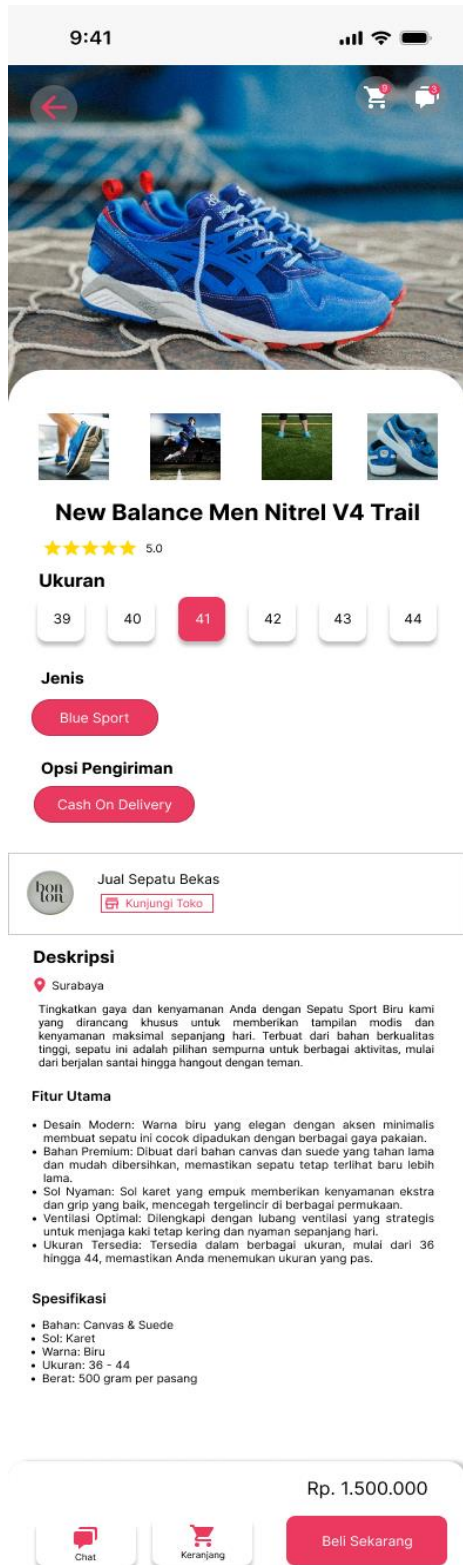 9:41
9
3
New Balance Men Nitrel V4 Trail
5.0
Ukuran
39 40 41 42 43 44
Jenis
Blue Sport
Opsi Pengiriman
Cash On Delivery
bon
ton
Jual Sepatu Bekas
Kunjungi Toko
Deskripsi
Surabaya
Tingkatkan gaya dan kenyamanan Anda dengan Sepatu Sport Biru kami
yang dirancang khusus untuk memberikan tampilan modis dan
kenyamanan maksimal sepanjang hari. Terbuat dari bahan berkualitas
tinggi, sepatu ini adalah pilihan sempurna untuk berbagai aktivitas, mulai
dari berjalan santai hingga hangout dengan teman.
Fitur Utama
• Desain Modern: Warna biru yang elegan dengan aksen minimalis
membuat sepatu ini cocok dipadukan dengan berbagai gaya pakaian.
• Bahan Premium: Dibuat dari bahan canvas dan suede yang tahan lama
dan mudah dibersihkan, memastikan sepatu tetap terlihat baru lebih
lama.
• Sol Nyaman: Sol karet yang empuk memberikan kenyamanan ekstra
dan grip yang baik, mencegah tergelincir di berbagai permukaan.
• Ventilasi Optimal: Dilengkapi dengan lubang ventilasi yang strategis
untuk menjaga kaki tetap kering dan nyaman sepanjang hari.
• Ukuran Tersedia: Tersedia dalam berbagai ukuran, mulai dari 36
hingga 44, memastikan Anda menemukan ukuran yang pas.
Spesifikasi
• Bahan: Canvas & Suede
• Sol: Karet
• Warna: Biru
• Ukuran: 36 - 44
• Berat: 500 gram per pasang
Rp. 1.500.000
Chat
Keranjang
Beli Sekarang